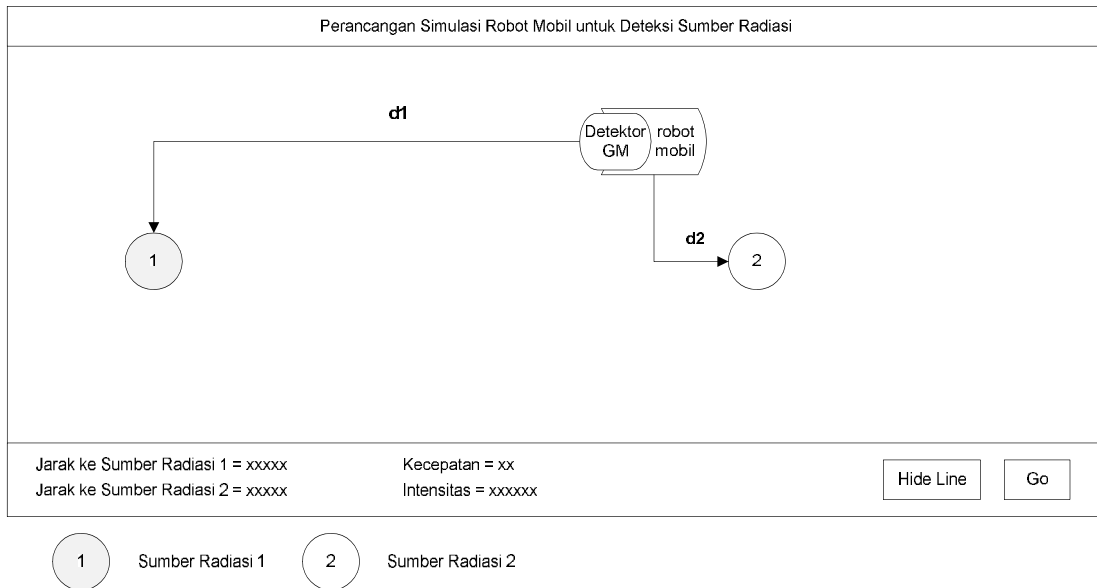 Perancangan Simulasi Robot Mobil untuk Deteksi Sumber Radiasi
d1
Detektor
GM
robot
mobil
1
d2
2
Jarak ke Sumber Radiasi 1 = xxxxx
Jarak ke Sumber Radiasi 2 = xxxxx
Kecepatan = xx
Intensitas = xxxxxx
Hide Line
Go
1
Sumber Radiasi 1
2
Sumber Radiasi 2